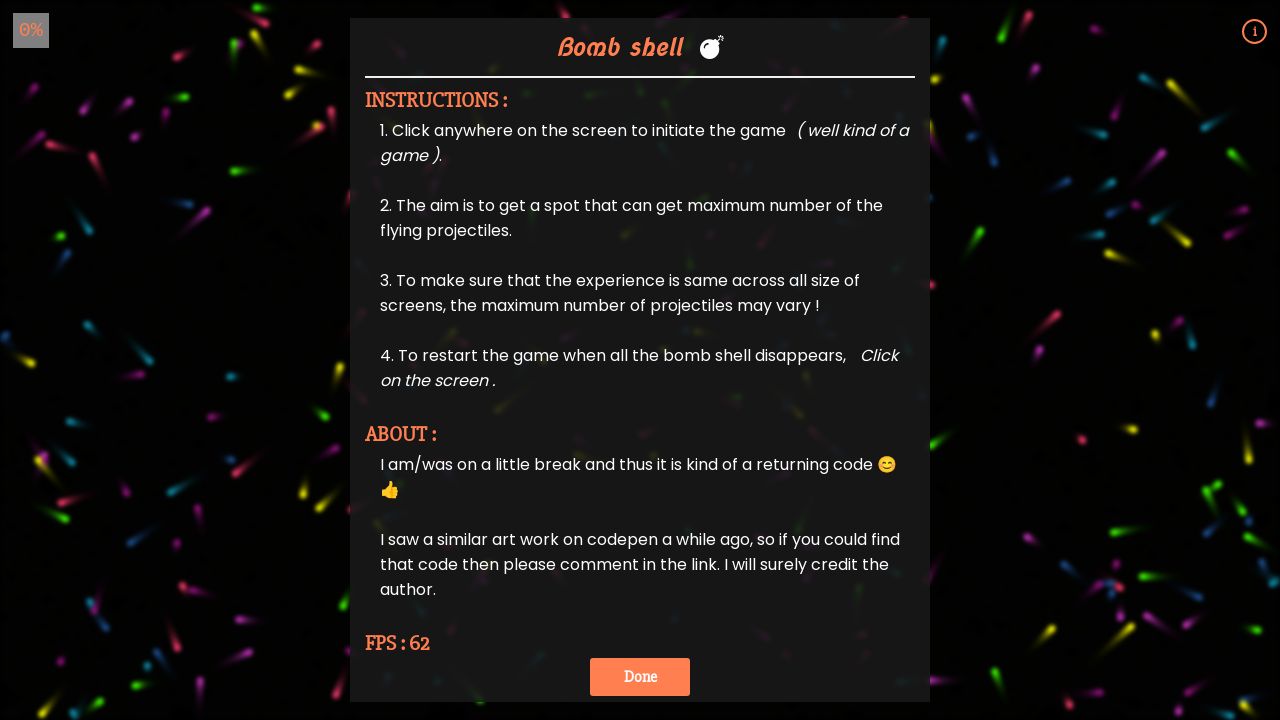 0%
Bomb shell 💣
i
INSTRUCTIONS :
1. Click anywhere on the screen to initiate the game ( well kind of a
game ).
2. The aim is to get a spot that can get maximum number of the
flying projectiles.
3. To make sure that the experience is same across all size of
screens, the maximum number of projectiles may vary !
4. To restart the game when all the bomb shell disappears, Click
on the screen .
ABOUT :
I am/was on a little break and thus it is kind of a returning code 😊
👍
I saw a similar art work on codepen a while ago, so if you could find
that code then please comment in the link. I will surely credit the
author.
FPS : 62
Done